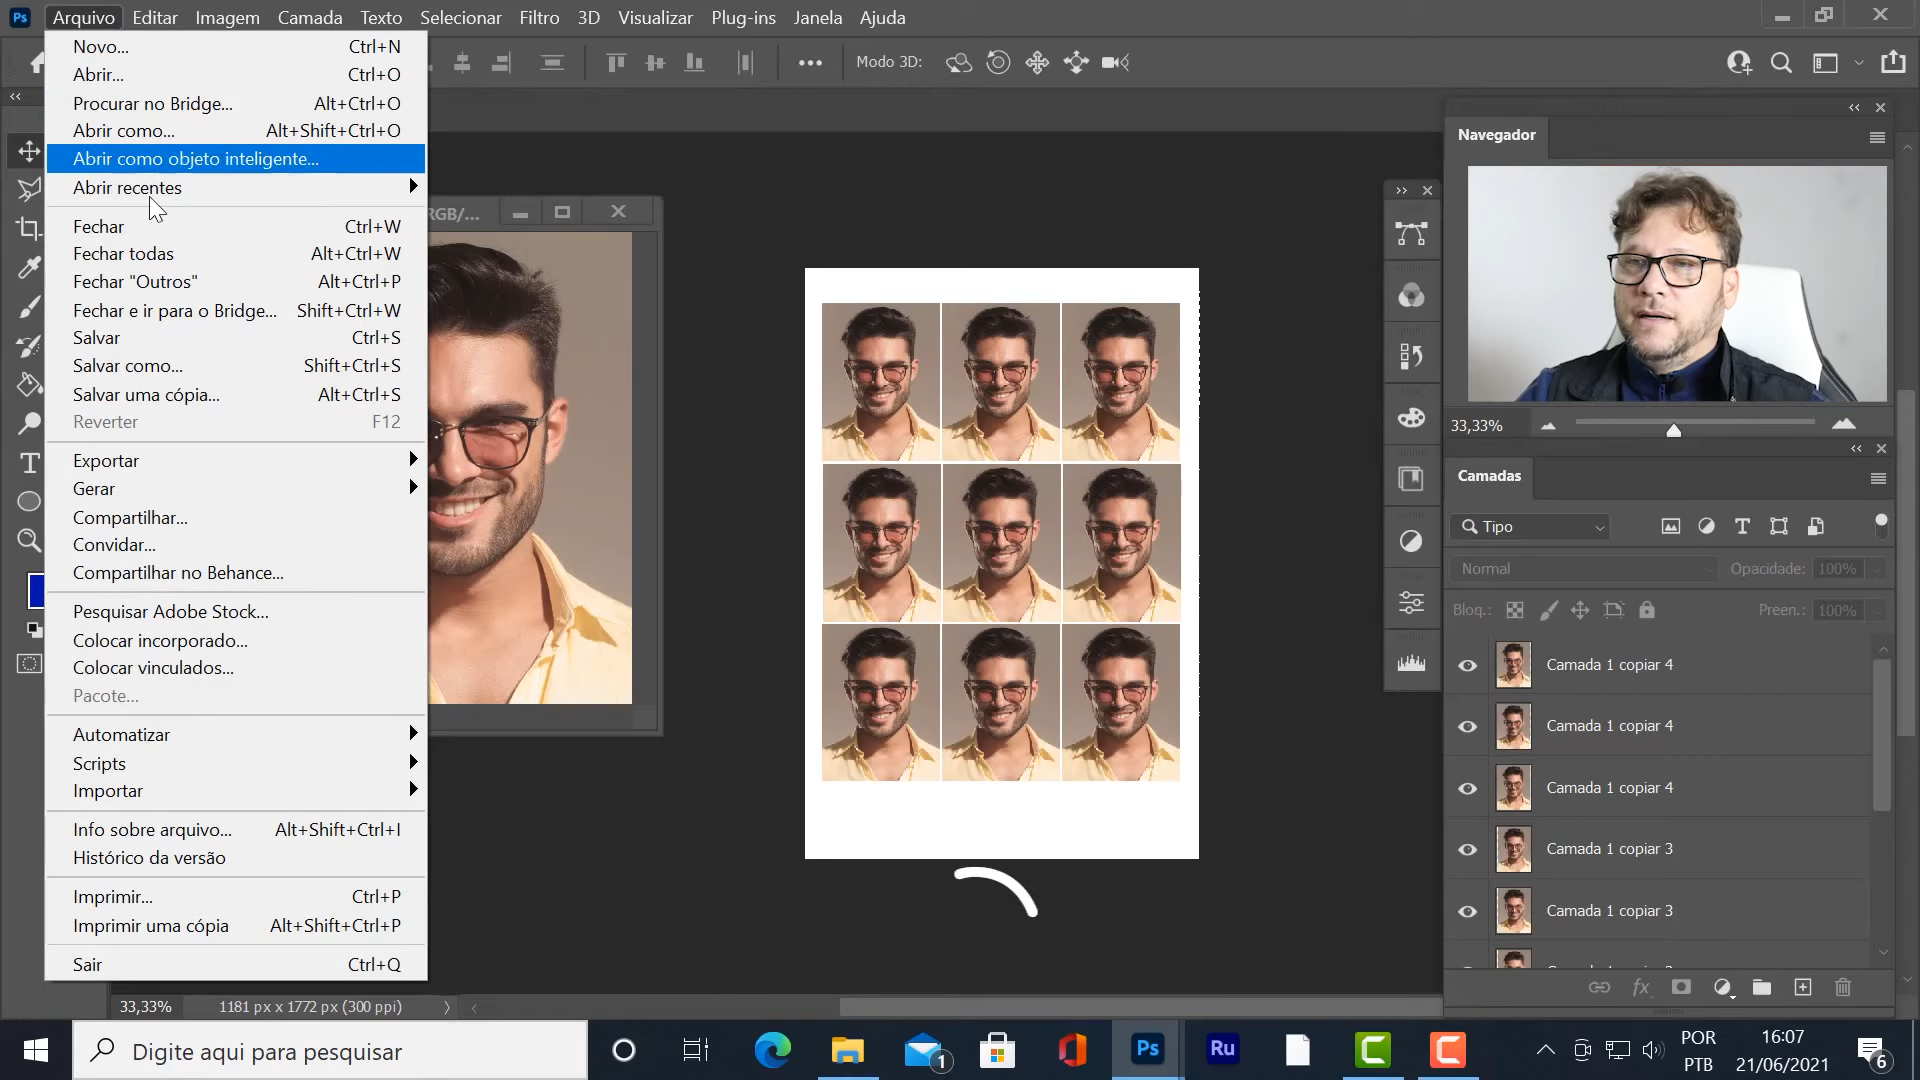 Ps Arquivo Editar Imagem Camada Texto Selecionar Filtro 3D Visualizar Plug-ins Janela Ajuda
Modo 3D:
Novo... Ctrl+N
Abrir... Ctrl+O
Procurar no Bridge... Alt+Ctrl+O
Abrir como... Alt+Shift+Ctrl+O
Abrir como objeto inteligente...
Abrir recentes
Fechar Ctrl+W
Fechar todas Alt+Ctrl+W
Fechar "Outros" Alt+Ctrl+P
Fechar e ir para o Bridge... Shift+Ctrl+W
Salvar Ctrl+S
Salvar como... Shift+Ctrl+S
Salvar uma cópia... Alt+Ctrl+S
Reverter F12
Exportar
Gerar
Compartilhar...
Convidar...
Compartilhar no Behance...
Pesquisar Adobe Stock...
Colocar incorporado...
Colocar vinculados...
Pacote...
Automatizar
Scripts
Importar
Info sobre arquivo... Alt+Shift+Ctrl+I
Histórico da versão
Imprimir... Ctrl+P
Imprimir uma cópia Alt+Shift+Ctrl+P
Sair Ctrl+Q
RGB/...
Navegador
33,33%
Camadas
Tipo
Normal Opacidade: 100%
Bloq.: Preen.: 100%
Camada 1 copiar 4
Camada 1 copiar 4
Camada 1 copiar 4
Camada 1 copiar 3
Camada 1 copiar 3
fx
33,33% 1181 px x 1772 px (300 ppi)
Digite aqui para pesquisar
1
Ps
Ru
POR
PTB
16:07
21/06/2021
6